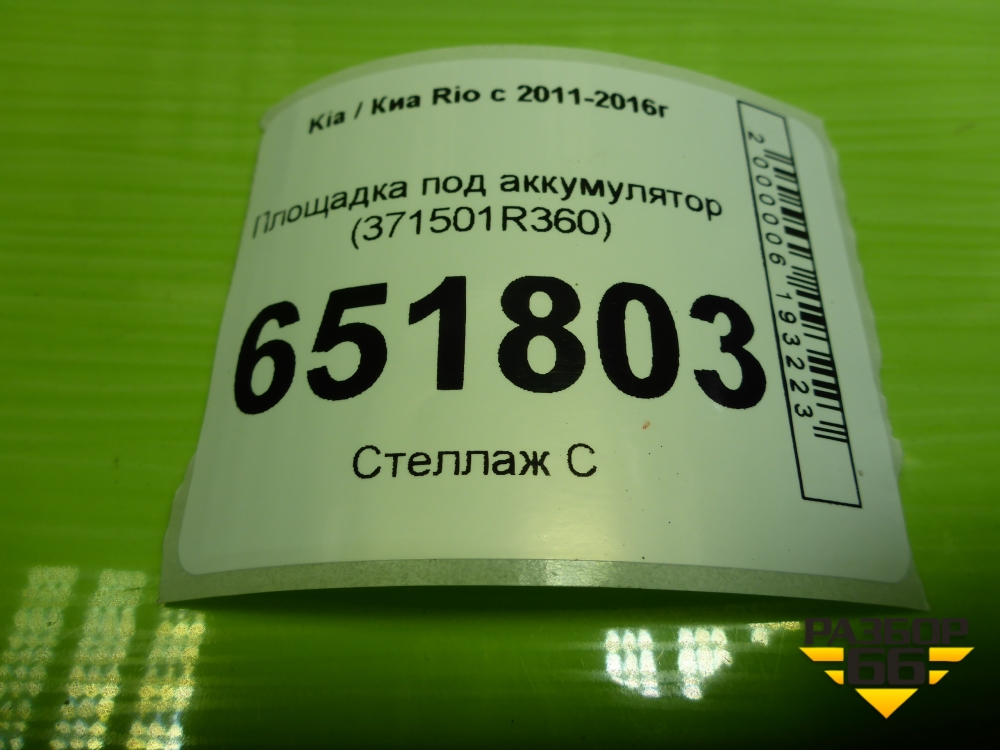 Kia / Киа Rio с 2011-2016г
Площадка под аккумулятор
(371501R360)
651803
Стеллаж С
2000006193223
РАЗБОР
66